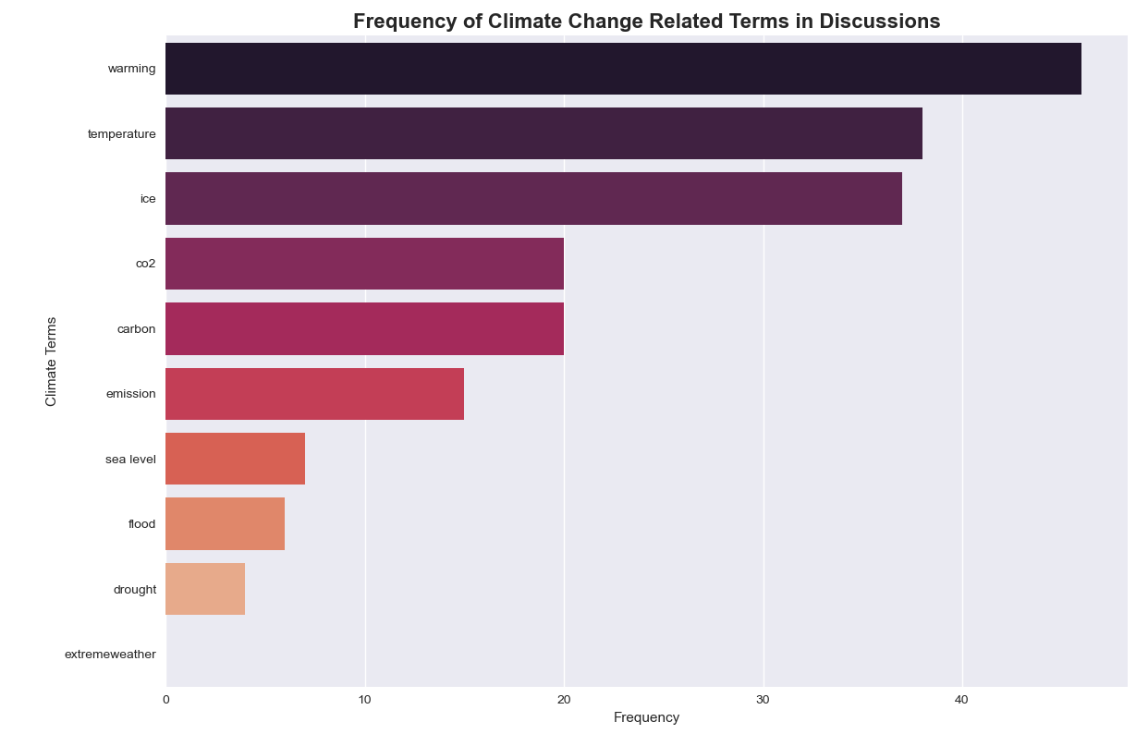 Frequency of Climate Change Related Terms in Discussions
warming
temperature
ice
co2
carbon
emission
sea level
flood
drought
extremeweather
Climate Terms
0 10 20 30 40
Frequency